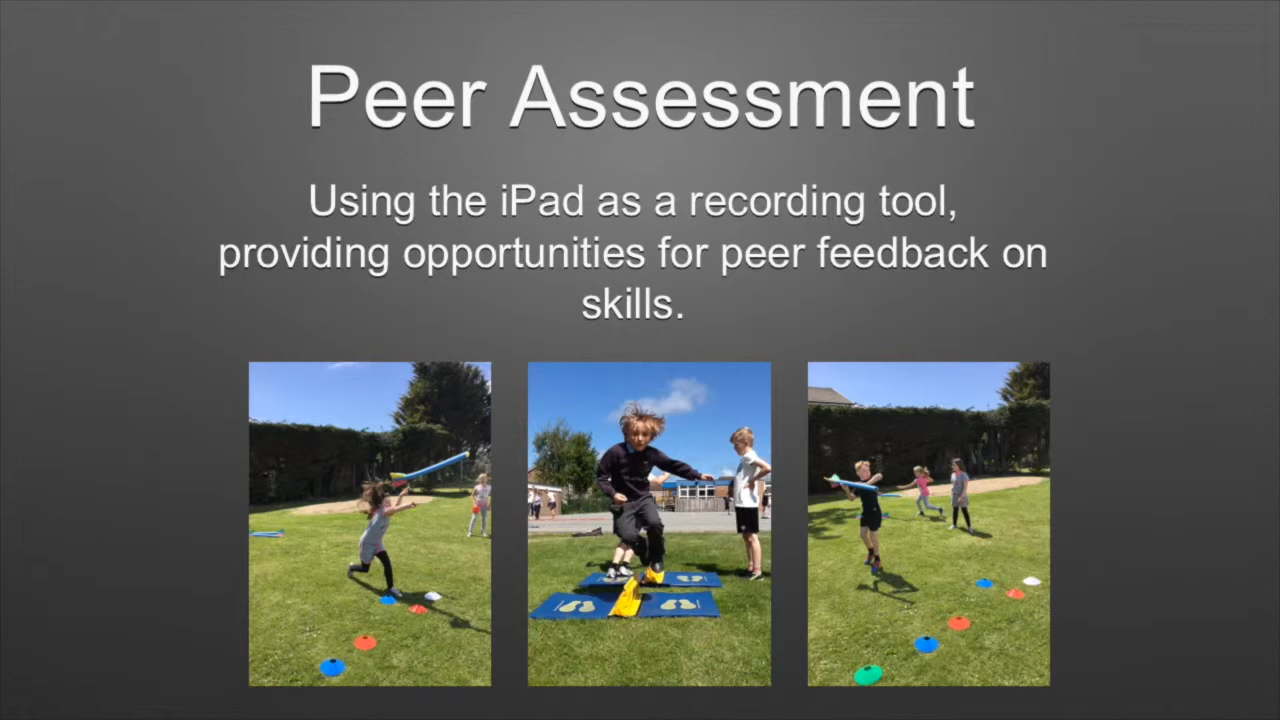 Peer Assessment
Using the iPad as a recording tool,
providing opportunities for peer feedback on
skills.